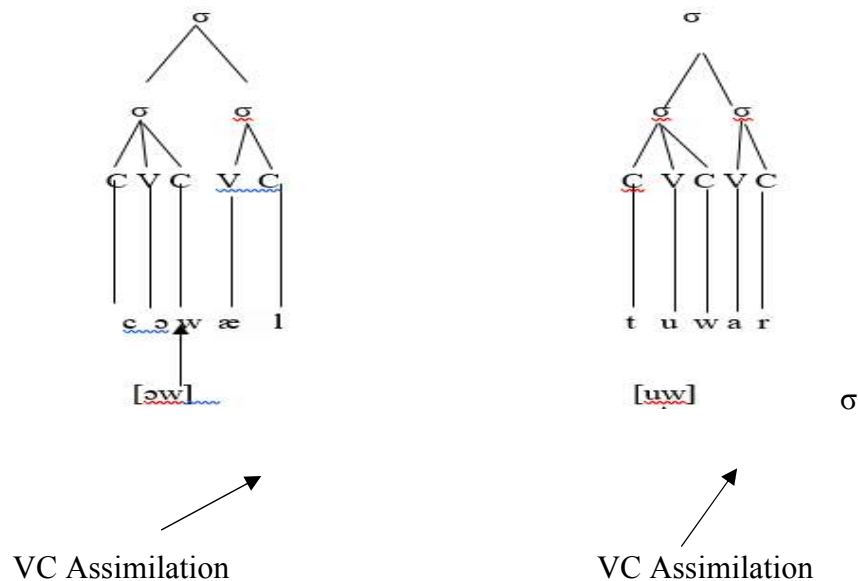 σ σ
σ σ σ σ
C V C V C C V C V C
c ɔ w æ l t u w a r
[ɔw] [uw] σ
VC Assimilation VC Assimilation